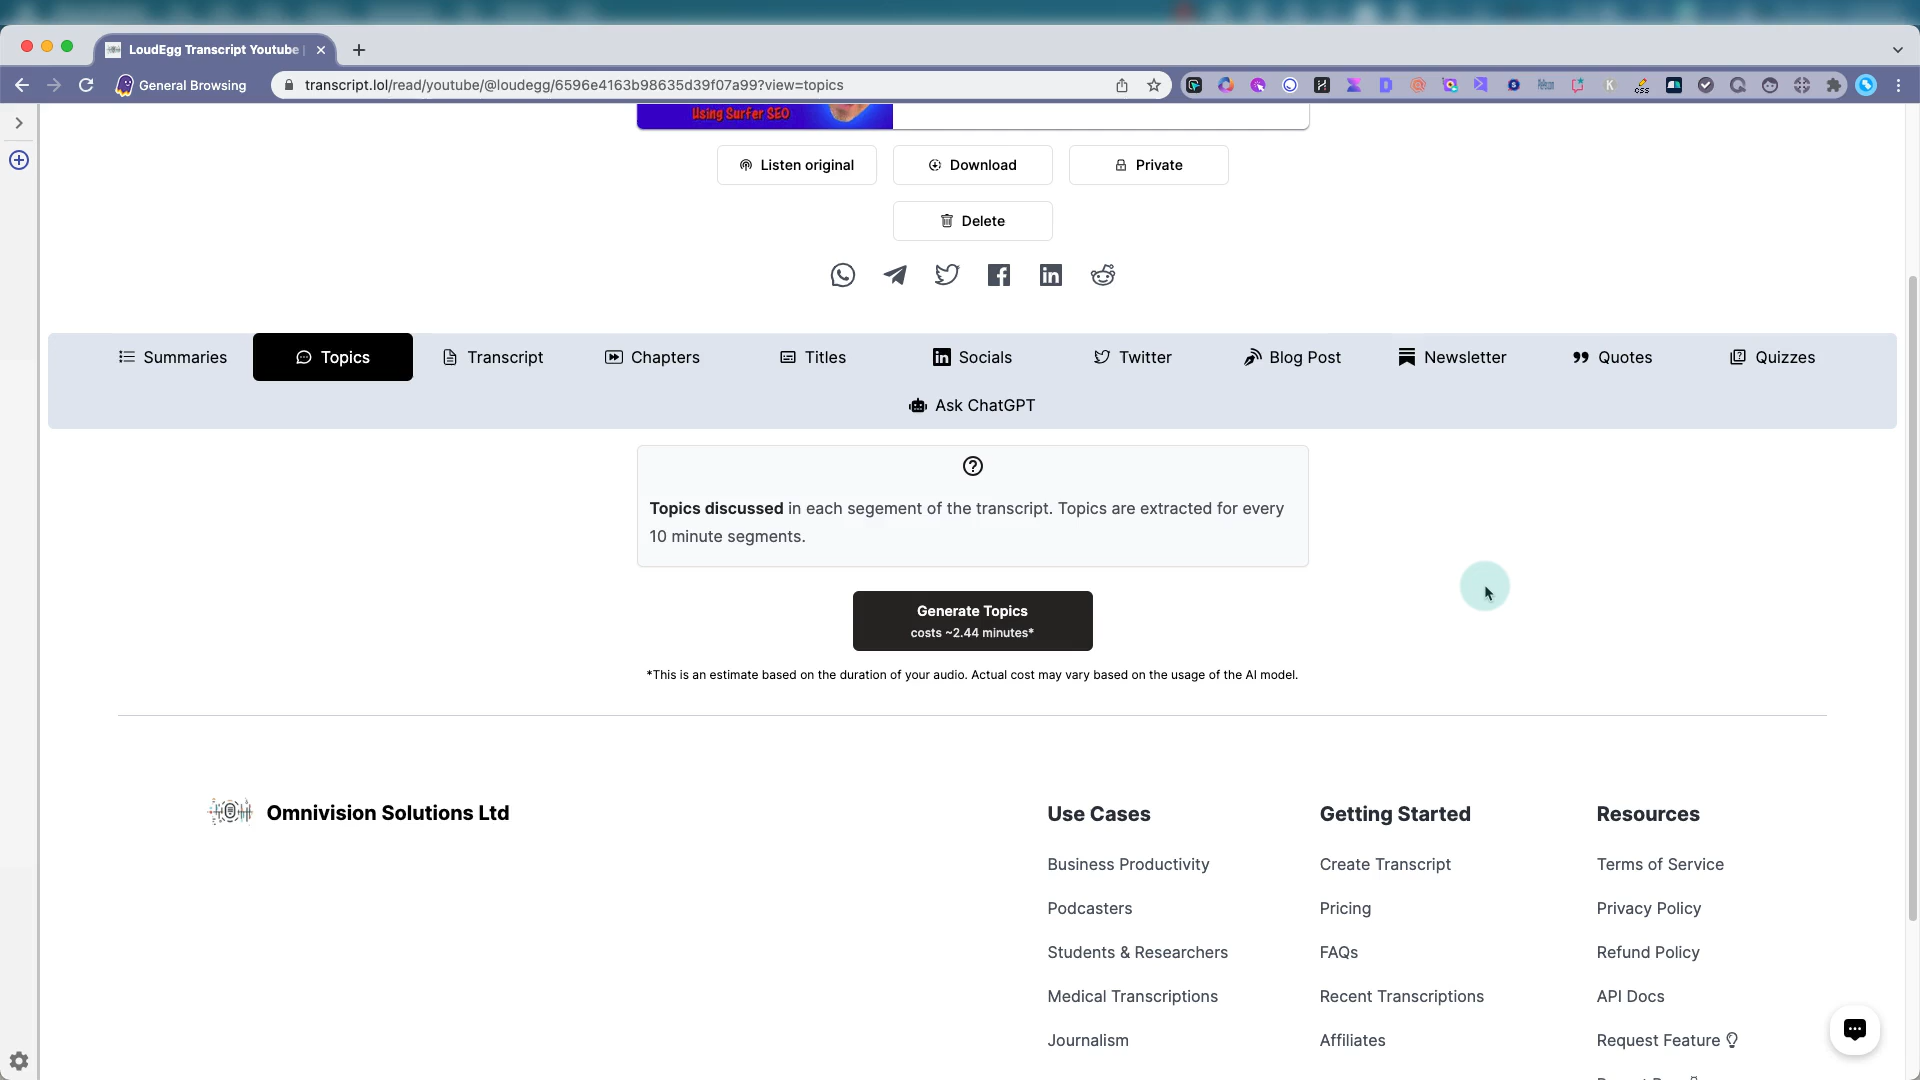 LoudEgg Transcript Youtube |
General Browsing
transcript.lol/read/youtube/@loudegg/6596e4163b98635d39f07a99?view=topics
Using Surfer SEO
Listen original
Download
Private
Delete
Summaries
Topics
Transcript
Chapters
Titles
Socials
Twitter
Blog Post
Newsletter
Quotes
Quizzes
Ask ChatGPT
Topics discussed in each segement of the transcript. Topics are extracted for every
10 minute segments.
Generate Topics
costs ~2.44 minutes*
*This is an estimate based on the duration of your audio. Actual cost may vary based on the usage of the AI model.
Omnivision Solutions Ltd
Use Cases
Business Productivity
Podcasters
Students & Researchers
Medical Transcriptions
Journalism
Getting Started
Create Transcript
Pricing
FAQs
Recent Transcriptions
Affiliates
Resources
Terms of Service
Privacy Policy
Refund Policy
API Docs
Request Feature